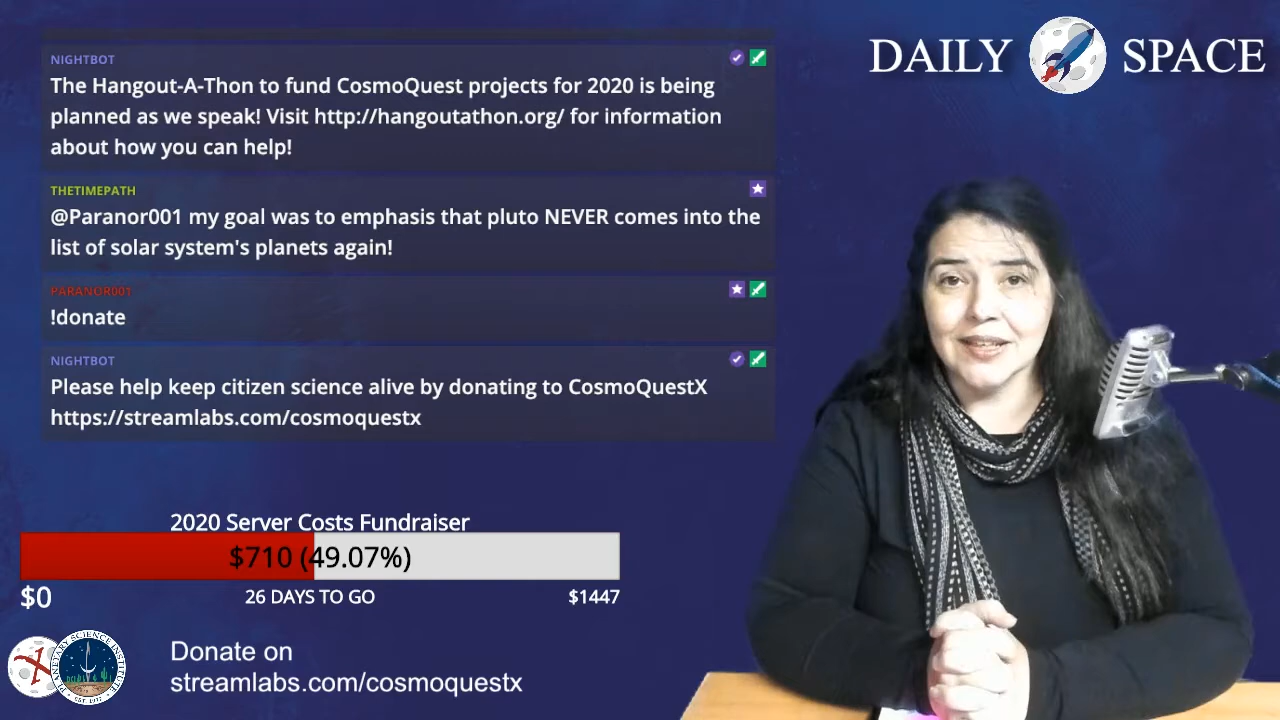 DAILY SPACE
NIGHTBOT
The Hangout-A-Thon to fund CosmoQuest projects for 2020 is being
planned as we speak! Visit http://hangoutathon.org/ for information
about how you can help!
THETIMEPATH
@Paranor001 my goal was to emphasis that pluto NEVER comes into the
list of solar system's planets again!
PARANOR001
!donate
NIGHTBOT
Please help keep citizen science alive by donating to CosmoQuestX
https://streamlabs.com/cosmoquestx
2020 Server Costs Fundraiser
$710 (49.07%)
$0 26 DAYS TO GO $1447
PLANETARY SCIENCE INSTITUTE
Donate on
streamlabs.com/cosmoquestx